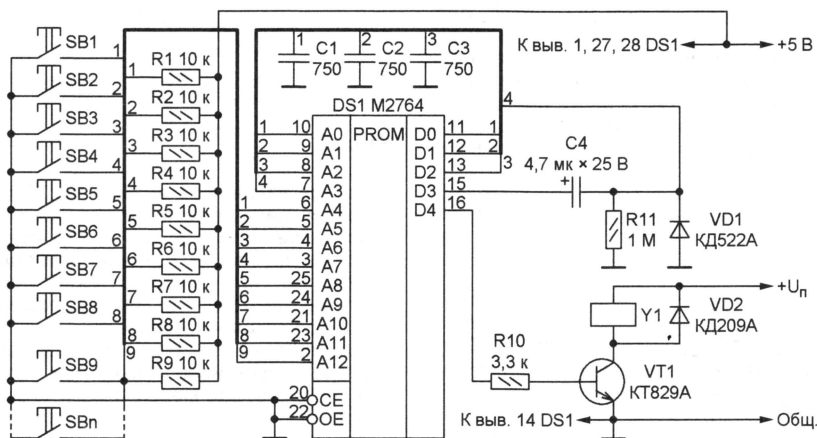 SB1
SB2
SB3
SB4
SB5
SB6
SB7
SB8
SB9
SBn
1
2
3
4
5
6
7
8
9
1
2
3
4
5
6
7
8
R1 10 к
R2 10 к
R3 10 к
R4 10 к
R5 10 к
R6 10 к
R7 10 к
R8 10 к
R9 10 к
1 2 3
C1 750
C2 750
C3 750
К выв. 1, 27, 28 DS1
+5 В
DS1 M2764
PROM
1 10 A0
2 9 A1
3 8 A2
4 7 A3
1 6 A4
2 5 A5
3 4 A6
4 3 A7
5 25 A8
6 24 A9
7 21 A10
8 23 A11
9 2 A12
20 CE
22 OE
D0 11 1
D1 12 2
D2 13 3
D3 15
D4 16
4
C4
4,7 мк × 25 В
+
R11
1 М
VD1
КД522А
+Uп
Y1
VD2
КД209А
R10
3,3 к
VT1
КТ829А
К выв. 14 DS1
Общ.